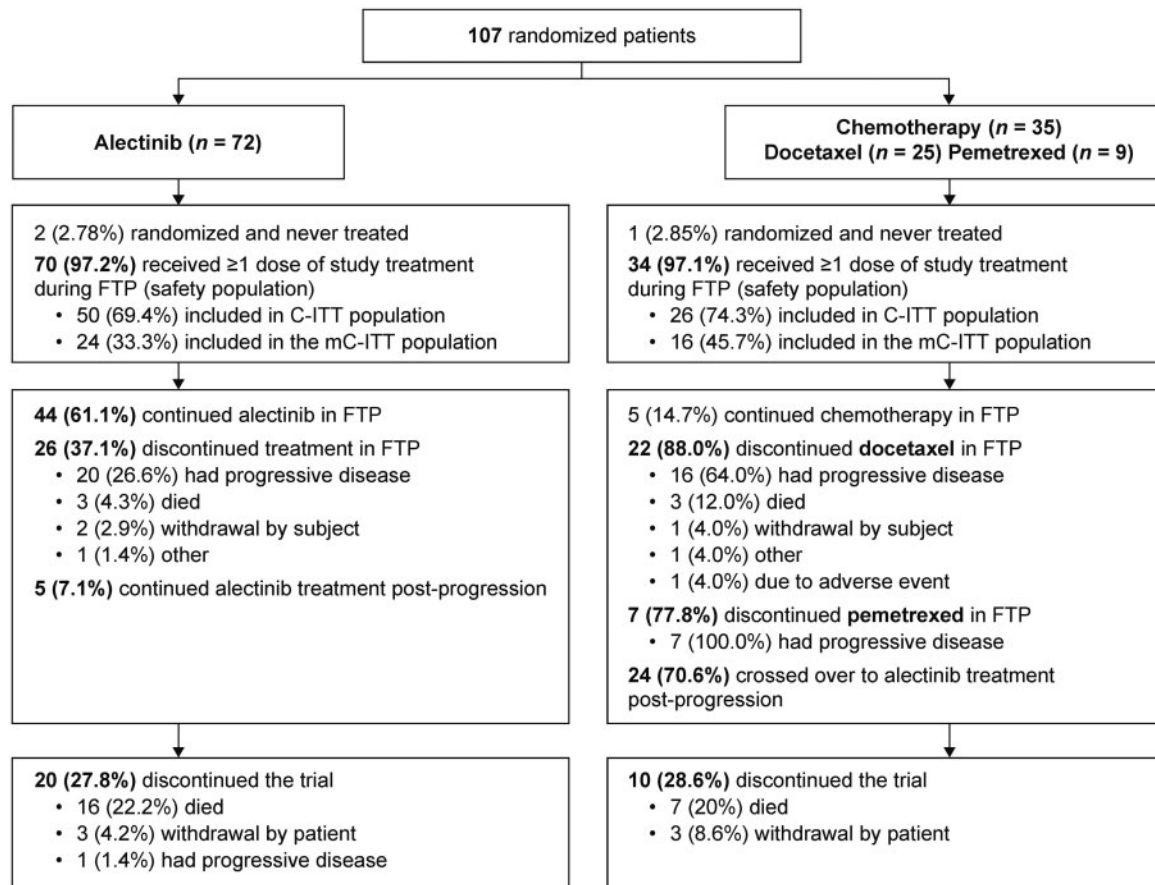 107 randomized patients
Alectinib (n = 72)
Chemotherapy (n = 35)
Docetaxel (n = 25) Pemetrexed (n = 9)
2 (2.78%) randomized and never treated
70 (97.2%) received ≥1 dose of study treatment
during FTP (safety population)
• 50 (69.4%) included in C-ITT population
• 24 (33.3%) included in the mC-ITT population
1 (2.85%) randomized and never treated
34 (97.1%) received ≥1 dose of study treatment
during FTP (safety population)
• 26 (74.3%) included in C-ITT population
• 16 (45.7%) included in the mC-ITT population
44 (61.1%) continued alectinib in FTP
26 (37.1%) discontinued treatment in FTP
• 20 (26.6%) had progressive disease
• 3 (4.3%) died
• 2 (2.9%) withdrawal by subject
• 1 (1.4%) other
5 (7.1%) continued alectinib treatment post-progression
5 (14.7%) continued chemotherapy in FTP
22 (88.0%) discontinued docetaxel in FTP
• 16 (64.0%) had progressive disease
• 3 (12.0%) died
• 1 (4.0%) withdrawal by subject
• 1 (4.0%) other
• 1 (4.0%) due to adverse event
7 (77.8%) discontinued pemetrexed in FTP
• 7 (100.0%) had progressive disease
24 (70.6%) crossed over to alectinib treatment
post-progression
20 (27.8%) discontinued the trial
• 16 (22.2%) died
• 3 (4.2%) withdrawal by patient
• 1 (1.4%) had progressive disease
10 (28.6%) discontinued the trial
• 7 (20%) died
• 3 (8.6%) withdrawal by patient